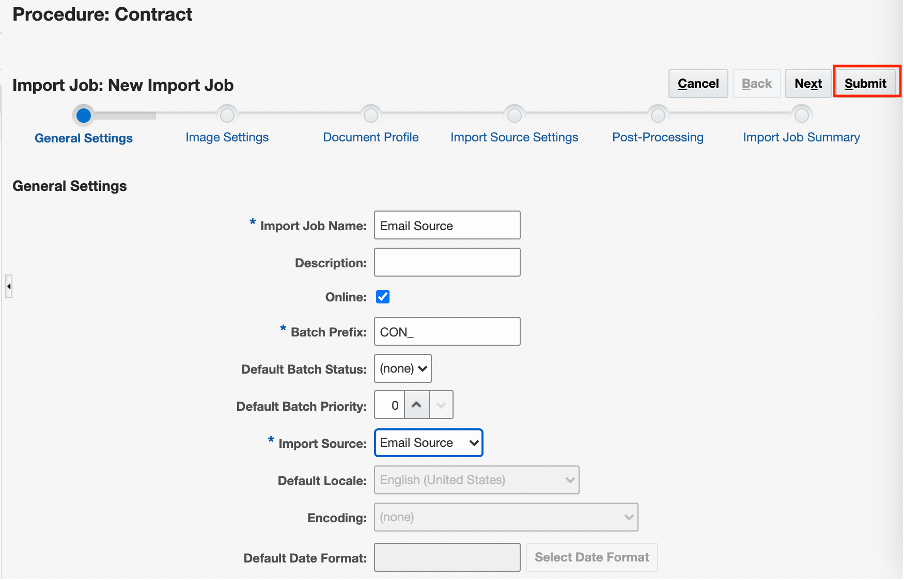 Procedure: Contract
Import Job: New Import Job
Cancel Back Next Submit
General Settings Image Settings Document Profile Import Source Settings Post-Processing Import Job Summary
General Settings
* Import Job Name: Email Source
Description:
Online:
* Batch Prefix: CON_
Default Batch Status: (none)
Default Batch Priority: 0
* Import Source: Email Source
Default Locale: English (United States)
Encoding: (none)
Default Date Format: Select Date Format